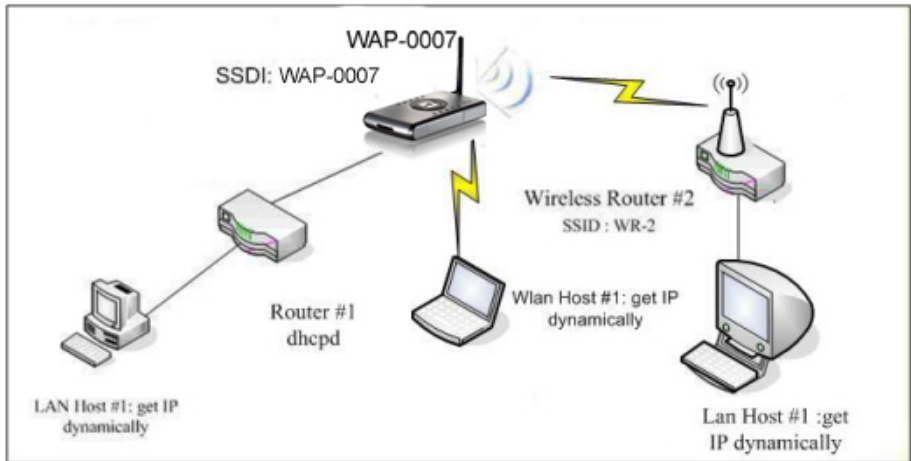 WAP-0007
SSDI: WAP-0007
Wireless Router #2
SSID : WR-2
Router #1
dhcpd
Wlan Host #1: get IP
dynamically
LAN Host #1: get IP
dynamically
Lan Host #1 :get
IP dynamically